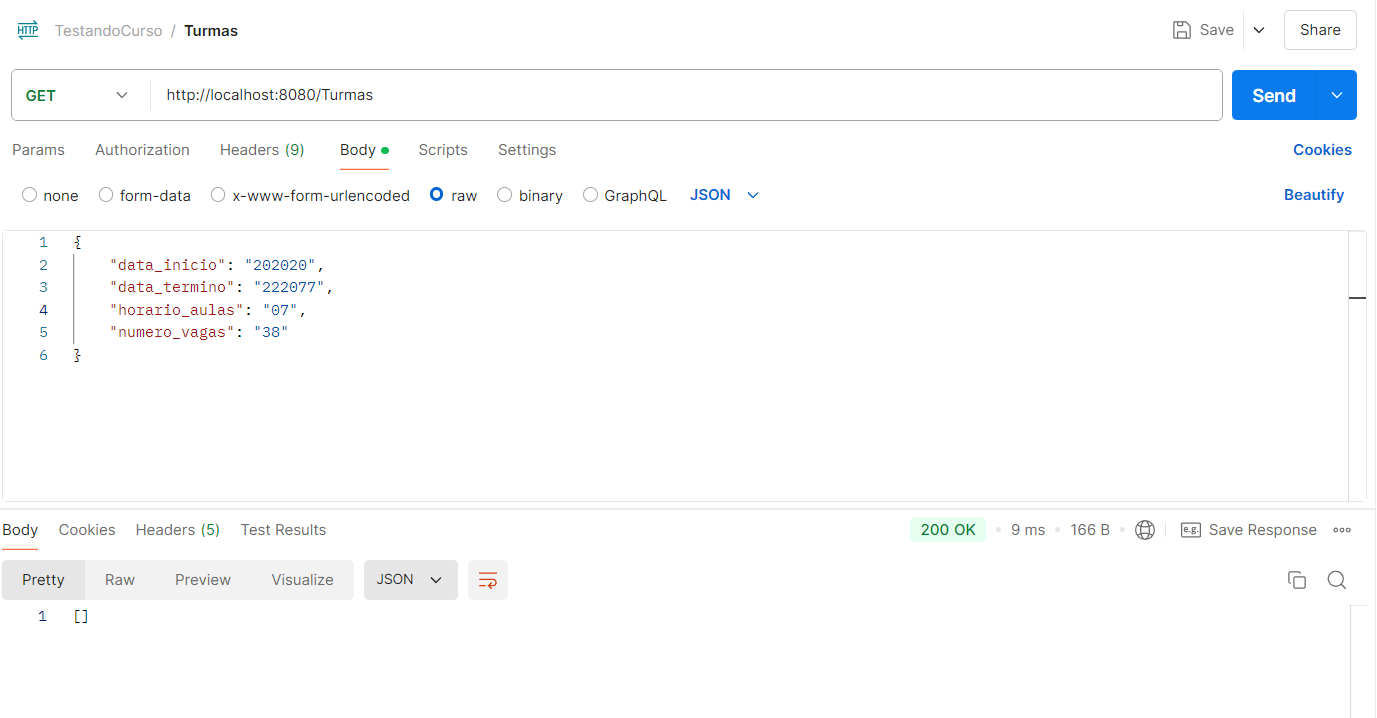 HTTP TestandoCurso / Turmas Save Share
GET http://localhost:8080/Turmas Send
Params Authorization Headers (9) Body Scripts Settings Cookies
none form-data x-www-form-urlencoded raw binary GraphQL JSON Beautify
1 {
2 "data_inicio": "202020",
3 "data_termino": "222077",
4 "horario_aulas": "07",
5 "numero_vagas": "38"
6 }
Body Cookies Headers (5) Test Results 200 OK 9 ms 166 B e.g. Save Response
Pretty Raw Preview Visualize JSON
1 []